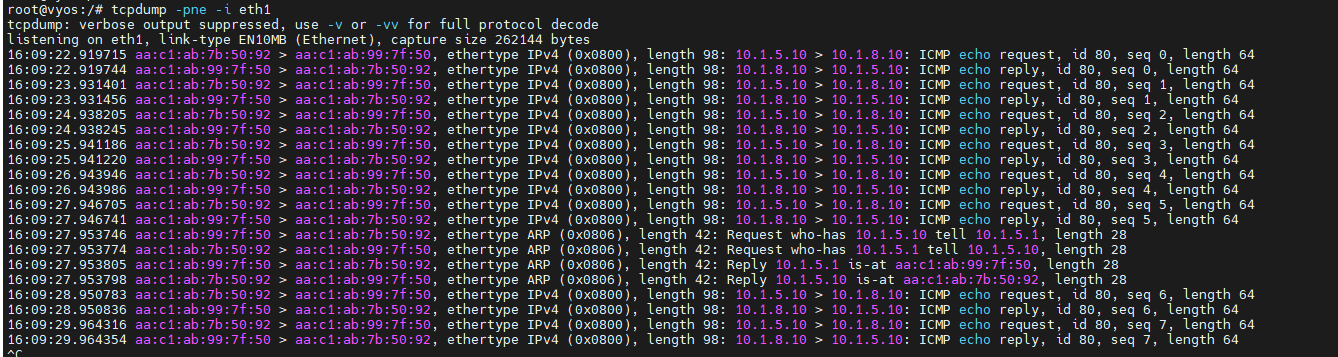 root@vyos:/# tcpdump -pne -i eth1
tcpdump: verbose output suppressed, use -v or -vv for full protocol decode
listening on eth1, link-type EN10MB (Ethernet), capture size 262144 bytes
16:09:22.919715 aa:c1:ab:7b:50:92 > aa:c1:ab:99:7f:50, ethertype IPv4 (0x0800), length 98: 10.1.5.10 > 10.1.8.10: ICMP echo request, id 80, seq 0, length 64
16:09:22.919744 aa:c1:ab:99:7f:50 > aa:c1:ab:7b:50:92, ethertype IPv4 (0x0800), length 98: 10.1.8.10 > 10.1.5.10: ICMP echo reply, id 80, seq 0, length 64
16:09:23.931401 aa:c1:ab:7b:50:92 > aa:c1:ab:99:7f:50, ethertype IPv4 (0x0800), length 98: 10.1.5.10 > 10.1.8.10: ICMP echo request, id 80, seq 1, length 64
16:09:23.931456 aa:c1:ab:99:7f:50 > aa:c1:ab:7b:50:92, ethertype IPv4 (0x0800), length 98: 10.1.8.10 > 10.1.5.10: ICMP echo reply, id 80, seq 1, length 64
16:09:24.938205 aa:c1:ab:7b:50:92 > aa:c1:ab:99:7f:50, ethertype IPv4 (0x0800), length 98: 10.1.5.10 > 10.1.8.10: ICMP echo request, id 80, seq 2, length 64
16:09:24.938245 aa:c1:ab:99:7f:50 > aa:c1:ab:7b:50:92, ethertype IPv4 (0x0800), length 98: 10.1.8.10 > 10.1.5.10: ICMP echo reply, id 80, seq 2, length 64
16:09:25.941186 aa:c1:ab:7b:50:92 > aa:c1:ab:99:7f:50, ethertype IPv4 (0x0800), length 98: 10.1.5.10 > 10.1.8.10: ICMP echo request, id 80, seq 3, length 64
16:09:25.941220 aa:c1:ab:99:7f:50 > aa:c1:ab:7b:50:92, ethertype IPv4 (0x0800), length 98: 10.1.8.10 > 10.1.5.10: ICMP echo reply, id 80, seq 3, length 64
16:09:26.943946 aa:c1:ab:7b:50:92 > aa:c1:ab:99:7f:50, ethertype IPv4 (0x0800), length 98: 10.1.5.10 > 10.1.8.10: ICMP echo request, id 80, seq 4, length 64
16:09:26.943986 aa:c1:ab:99:7f:50 > aa:c1:ab:7b:50:92, ethertype IPv4 (0x0800), length 98: 10.1.8.10 > 10.1.5.10: ICMP echo reply, id 80, seq 4, length 64
16:09:27.946705 aa:c1:ab:7b:50:92 > aa:c1:ab:99:7f:50, ethertype IPv4 (0x0800), length 98: 10.1.5.10 > 10.1.8.10: ICMP echo request, id 80, seq 5, length 64
16:09:27.946741 aa:c1:ab:99:7f:50 > aa:c1:ab:7b:50:92, ethertype IPv4 (0x0800), length 98: 10.1.8.10 > 10.1.5.10: ICMP echo reply, id 80, seq 5, length 64
16:09:27.953746 aa:c1:ab:99:7f:50 > aa:c1:ab:7b:50:92, ethertype ARP (0x0806), length 42: Request who-has 10.1.5.10 tell 10.1.5.1, length 28
16:09:27.953774 aa:c1:ab:7b:50:92 > aa:c1:ab:99:7f:50, ethertype ARP (0x0806), length 42: Request who-has 10.1.5.1 tell 10.1.5.10, length 28
16:09:27.953805 aa:c1:ab:99:7f:50 > aa:c1:ab:7b:50:92, ethertype ARP (0x0806), length 42: Reply 10.1.5.1 is-at aa:c1:ab:99:7f:50, length 28
16:09:27.953798 aa:c1:ab:7b:50:92 > aa:c1:ab:99:7f:50, ethertype ARP (0x0806), length 42: Reply 10.1.5.10 is-at aa:c1:ab:7b:50:92, length 28
16:09:28.950783 aa:c1:ab:7b:50:92 > aa:c1:ab:99:7f:50, ethertype IPv4 (0x0800), length 98: 10.1.5.10 > 10.1.8.10: ICMP echo request, id 80, seq 6, length 64
16:09:28.950836 aa:c1:ab:99:7f:50 > aa:c1:ab:7b:50:92, ethertype IPv4 (0x0800), length 98: 10.1.8.10 > 10.1.5.10: ICMP echo reply, id 80, seq 6, length 64
16:09:29.964316 aa:c1:ab:7b:50:92 > aa:c1:ab:99:7f:50, ethertype IPv4 (0x0800), length 98: 10.1.5.10 > 10.1.8.10: ICMP echo request, id 80, seq 7, length 64
16:09:29.964354 aa:c1:ab:99:7f:50 > aa:c1:ab:7b:50:92, ethertype IPv4 (0x0800), length 98: 10.1.8.10 > 10.1.5.10: ICMP echo reply, id 80, seq 7, length 64
^C